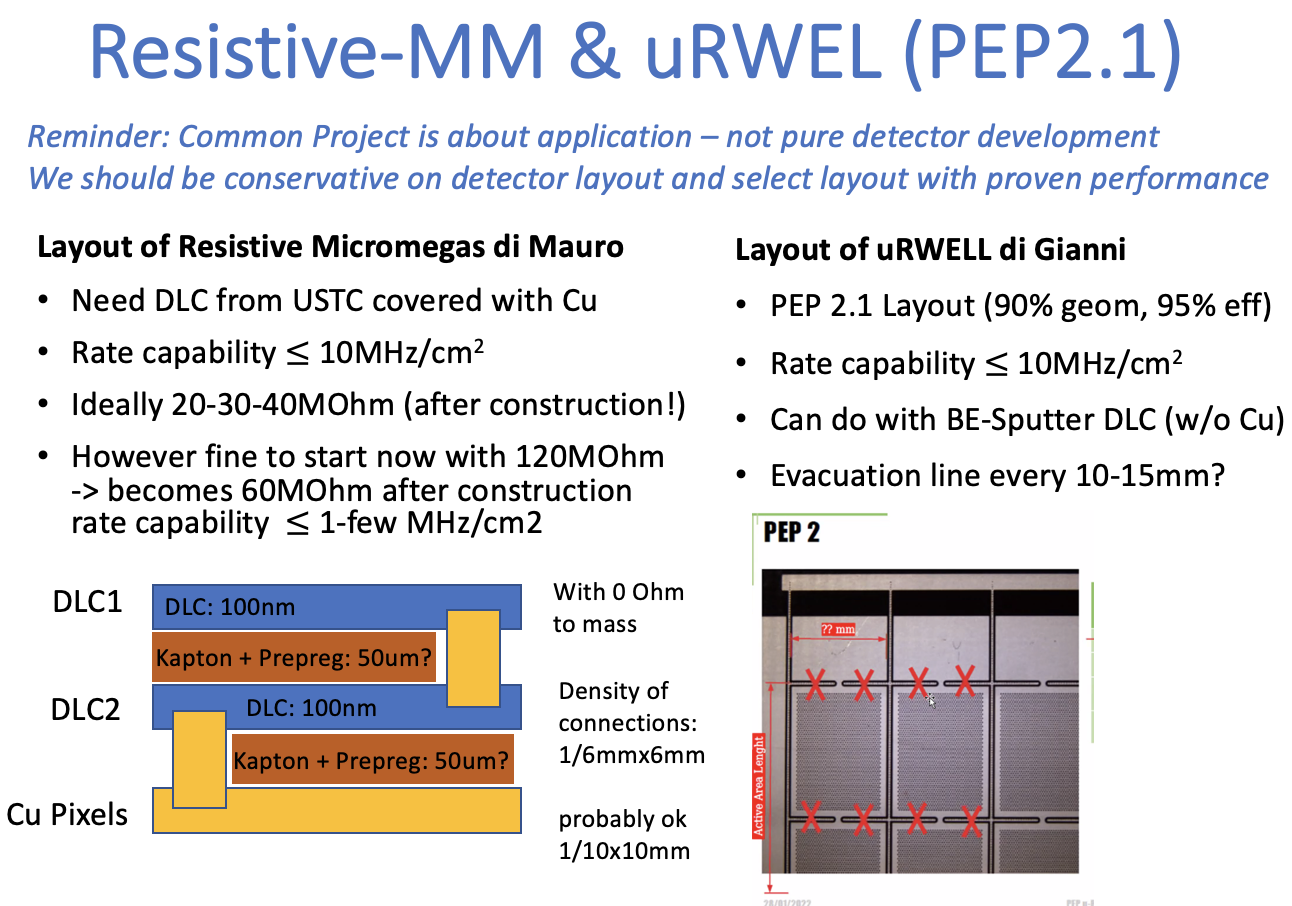 Resistive-MM & uRWEL (PEP2.1)
Reminder: Common Project is about application – not pure detector development
We should be conservative on detector layout and select layout with proven performance
Layout of Resistive Micromegas di Mauro
• Need DLC from USTC covered with Cu
• Rate capability ≤ 10MHz/cm²
• Ideally 20-30-40MOhm (after construction!)
• However fine to start now with 120MOhm
-> becomes 60MOhm after construction
rate capability ≤ 1-few MHz/cm2
DLC1
DLC: 100nm
Kapton + Prepreg: 50um?
DLC2
DLC: 100nm
Kapton + Prepreg: 50um?
Cu Pixels
With 0 Ohm
to mass
Density of
connections:
1/6mmx6mm
probably ok
1/10x10mm
Layout of uRWELL di Gianni
• PEP 2.1 Layout (90% geom, 95% eff)
• Rate capability ≤ 10MHz/cm²
• Can do with BE-Sputter DLC (w/o Cu)
• Evacuation line every 10-15mm?
PEP 2
?? mm
Active Area Lenght
28/01/2022